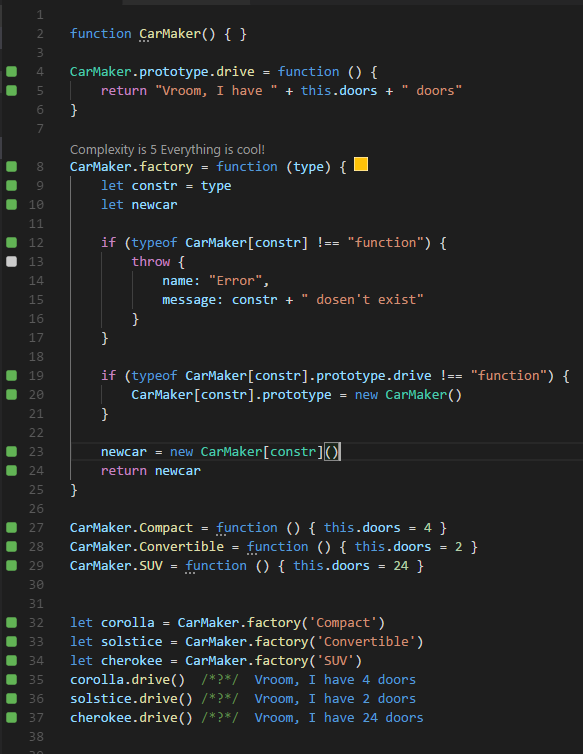 1
2 function CarMaker() { }
3
4 CarMaker.prototype.drive = function () {
5 return "Vroom, I have " + this.doors + " doors"
6 }
7
Complexity is 5 Everything is cool!
8 CarMaker.factory = function (type) {
9 let constr = type
10 let newcar
11
12 if (typeof CarMaker[constr] !== "function") {
13 throw {
14 name: "Error",
15 message: constr + " dosen't exist"
16 }
17 }
18
19 if (typeof CarMaker[constr].prototype.drive !== "function") {
20 CarMaker[constr].prototype = new CarMaker()
21 }
22
23 newcar = new CarMaker[constr]()
24 return newcar
25 }
26
27 CarMaker.Compact = function () { this.doors = 4 }
28 CarMaker.Convertible = function () { this.doors = 2 }
29 CarMaker.SUV = function () { this.doors = 24 }
30
31
32 let corolla = CarMaker.factory('Compact')
33 let solstice = CarMaker.factory('Convertible')
34 let cherokee = CarMaker.factory('SUV')
35 corolla.drive() /*?*/ Vroom, I have 4 doors
36 solstice.drive() /*?*/ Vroom, I have 2 doors
37 cherokee.drive() /*?*/ Vroom, I have 24 doors
38